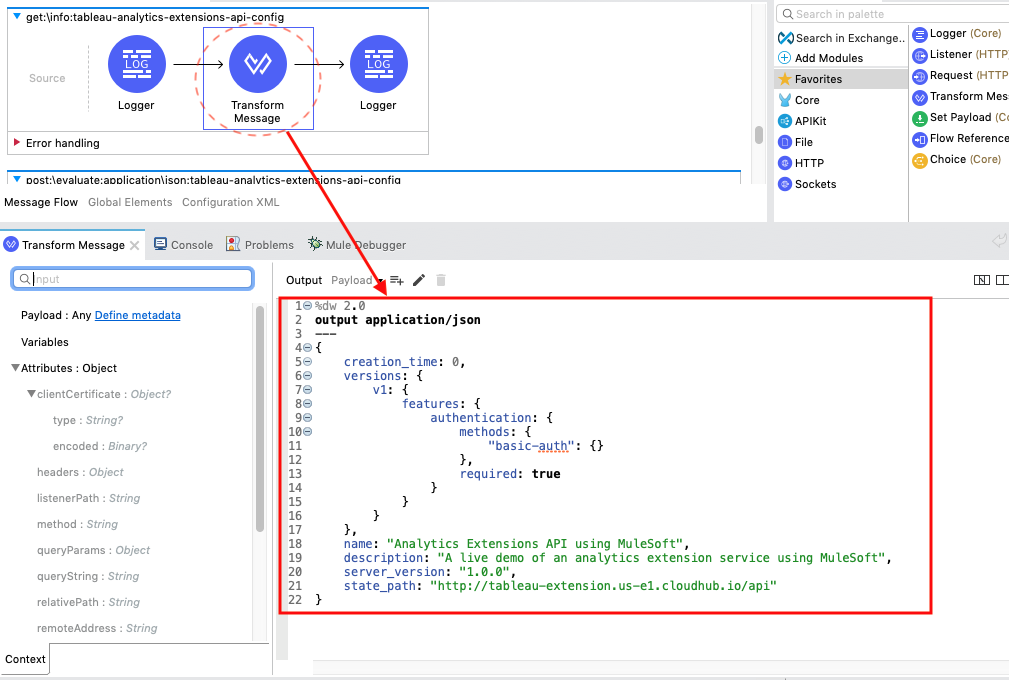 get:\info:tableau-analytics-extensions-api-config
Source
LOG
LOG
Logger
Transform
Message
Logger
Error handling
post:\evaluate:application\json:tableau-analytics-extensions-api-config
Message Flow Global Elements Configuration XML
Search in palette
Search in Exchange..
Add Modules
Favorites
Core
APIKit
File
HTTP
Sockets
Logger (Core)
Listener (HTTP)
Request (HTTP
Transform Mes
Set Payload (Co
Flow Reference
Choice (Core)
Transform Message Console Problems Mule Debugger
Input
Payload : Any Define metadata
Variables
Attributes : Object
clientCertificate : Object?
type : String?
encoded : Binary?
headers : Object
listenerPath : String
method : String
queryParams : Object
queryString : String
relativePath : String
remoteAddress : String
Context
Output Payload
1 %dw 2.0
2 output application/json
3 ---
4 {
5 creation_time: 0,
6 versions: {
7 v1: {
8 features: {
9 authentication: {
10 methods: {
11 "basic-auth": {}
12 },
13 required: true
14 }
15 }
16 }
17 },
18 name: "Analytics Extensions API using MuleSoft",
19 description: "A live demo of an analytics extension service using MuleSoft",
20 server_version: "1.0.0",
21 state_path: "http://tableau-extension.us-e1.cloudhub.io/api"
22 }